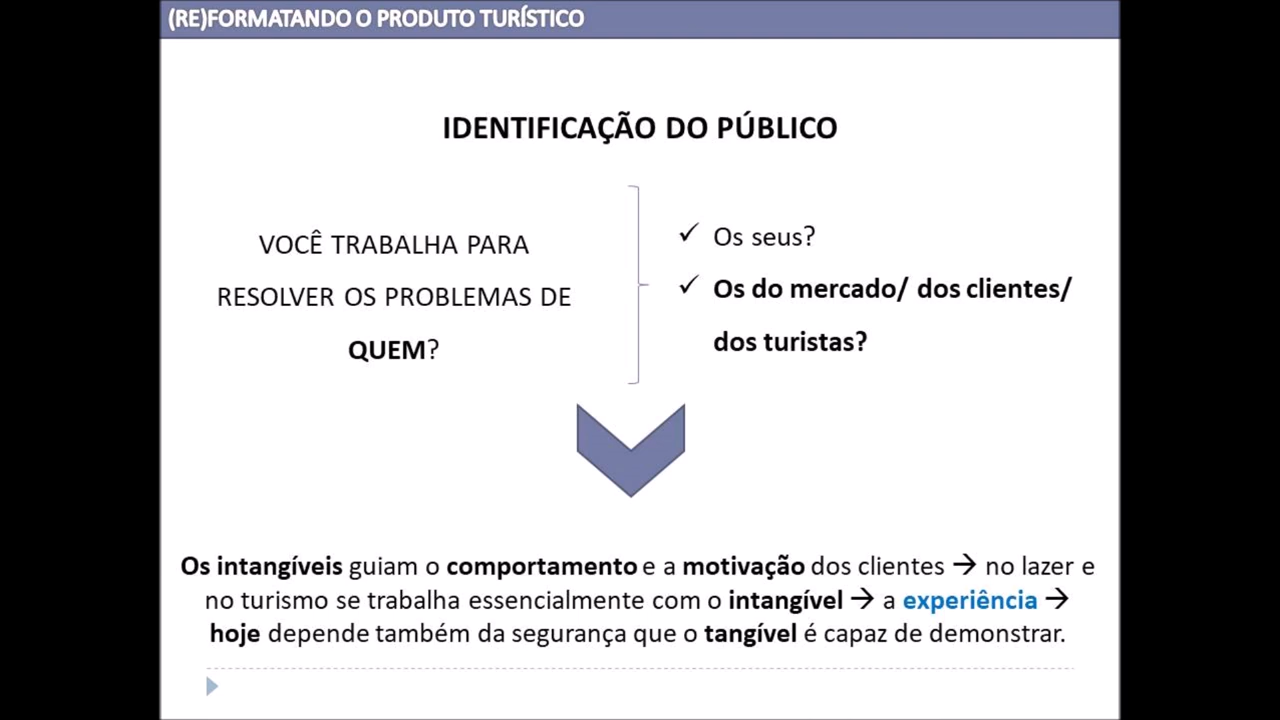 (RE)FORMATANDO O PRODUTO TURÍSTICO
IDENTIFICAÇÃO DO PÚBLICO
VOCÊ TRABALHA PARA
RESOLVER OS PROBLEMAS DE
QUEM?
✓ Os seus?
✓ Os do mercado/ dos clientes/
dos turistas?
Os intangíveis guiam o comportamento e a motivação dos clientes → no lazer e
no turismo se trabalha essencialmente com o intangível → a experiência →
hoje depende também da segurança que o tangível é capaz de demonstrar.